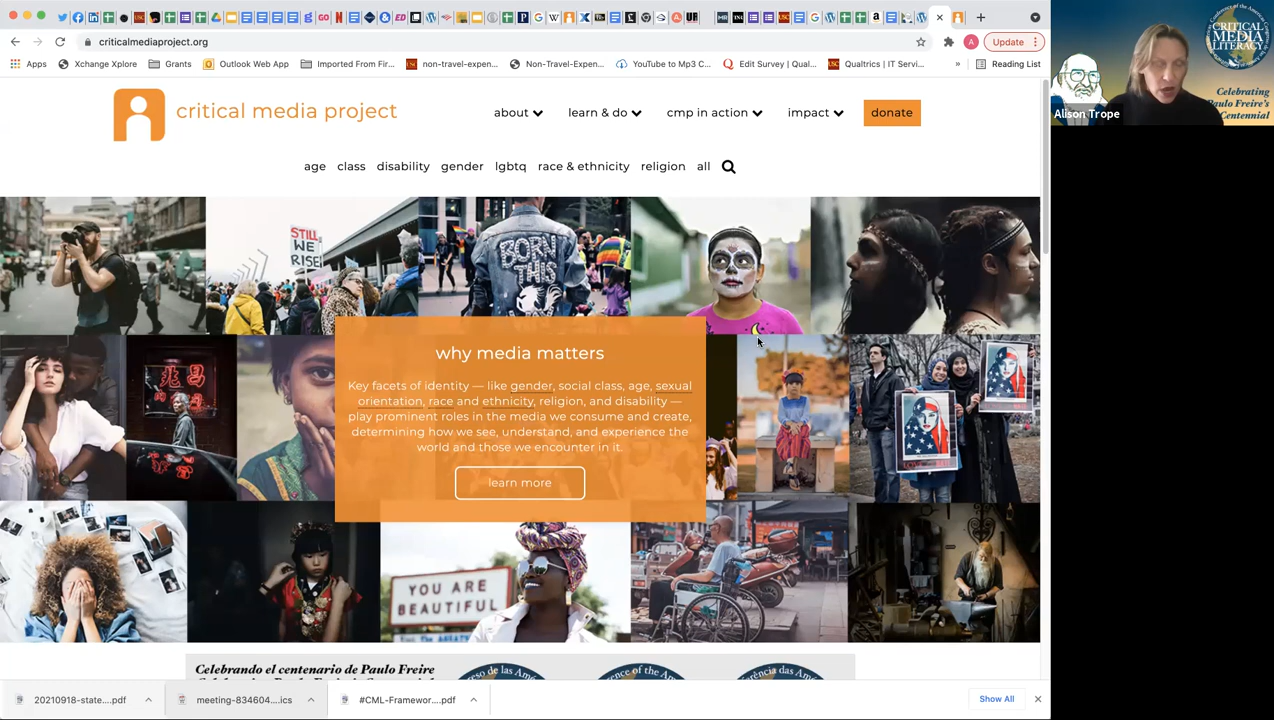 criticalmediaproject.org
Update
Apps
Xchange Xplore
Grants
Outlook Web App
Imported From Fir...
non-travel-expen...
Non-Travel-Expen...
YouTube to Mp3 C...
Edit Survey | Qual...
Qualtrics | IT Servi...
»
Reading List
critical media project
about
learn & do
cmp in action
impact
donate
age
class
disability
gender
lgbtq
race & ethnicity
religion
all
STILL
WE
RISE!
BORN
THIS
why media matters
Key facets of identity — like gender, social class, age, sexual
orientation, race and ethnicity, religion, and disability —
play prominent roles in the media we consume and create,
determining how we see, understand, and experience the
world and those we encounter in it.
learn more
YOU ARE
BEAUTIFUL
Celebrando el centenario de Paulo Freire
20210918-state....pdf
meeting-834604....ics
#CML-Framewor....pdf
Show All
Alison Trope
CRITICAL
MEDIA
LITERACY
Celebrating
Paulo Freire's
Centennial